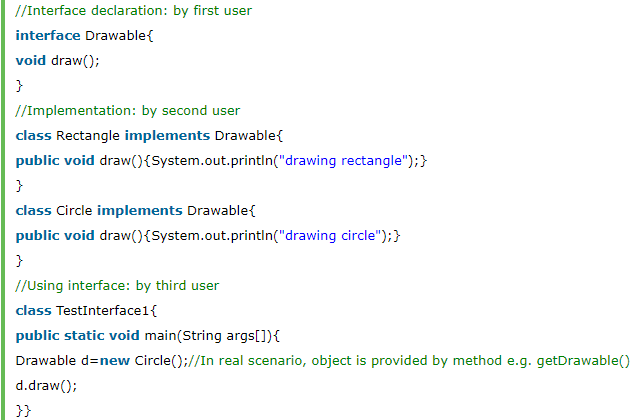 //Interface declaration: by first user
interface Drawable{
void draw();
}
//Implementation: by second user
class Rectangle implements Drawable{
public void draw(){System.out.println("drawing rectangle");}
}
class Circle implements Drawable{
public void draw(){System.out.println("drawing circle");}
}
//Using interface: by third user
class TestInterface1{
public static void main(String args[]){
Drawable d=new Circle();//In real scenario, object is provided by method e.g. getDrawable()
d.draw();
}}